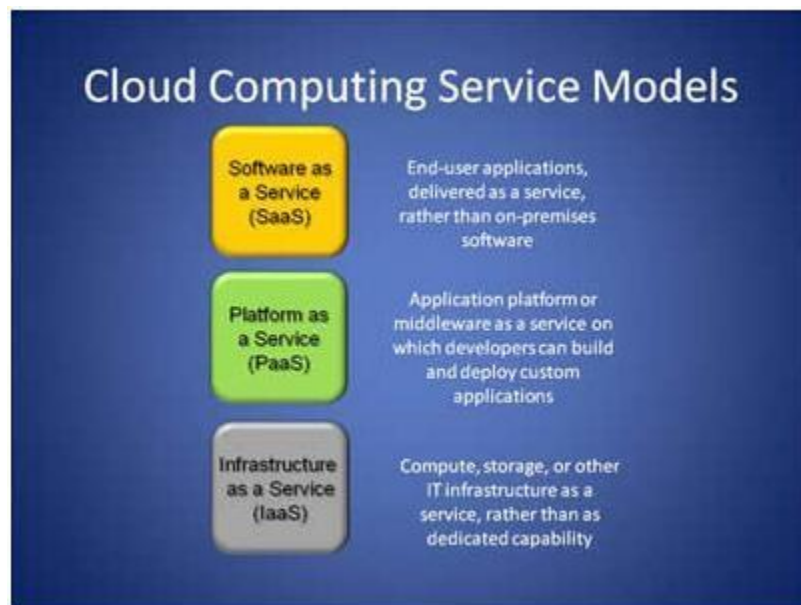 Cloud Computing Service Models
Software as
a Service
(SaaS)
End-user applications,
delivered as a service,
rather than on-premises
software
Platform as
a Service
(PaaS)
Application platform or
middleware as a service on
which developers can build
and deploy custom
applications
Infrastructure
as a Service
(IaaS)
Compute, storage, or other
IT infrastructure as a
service, rather than as
dedicated capability